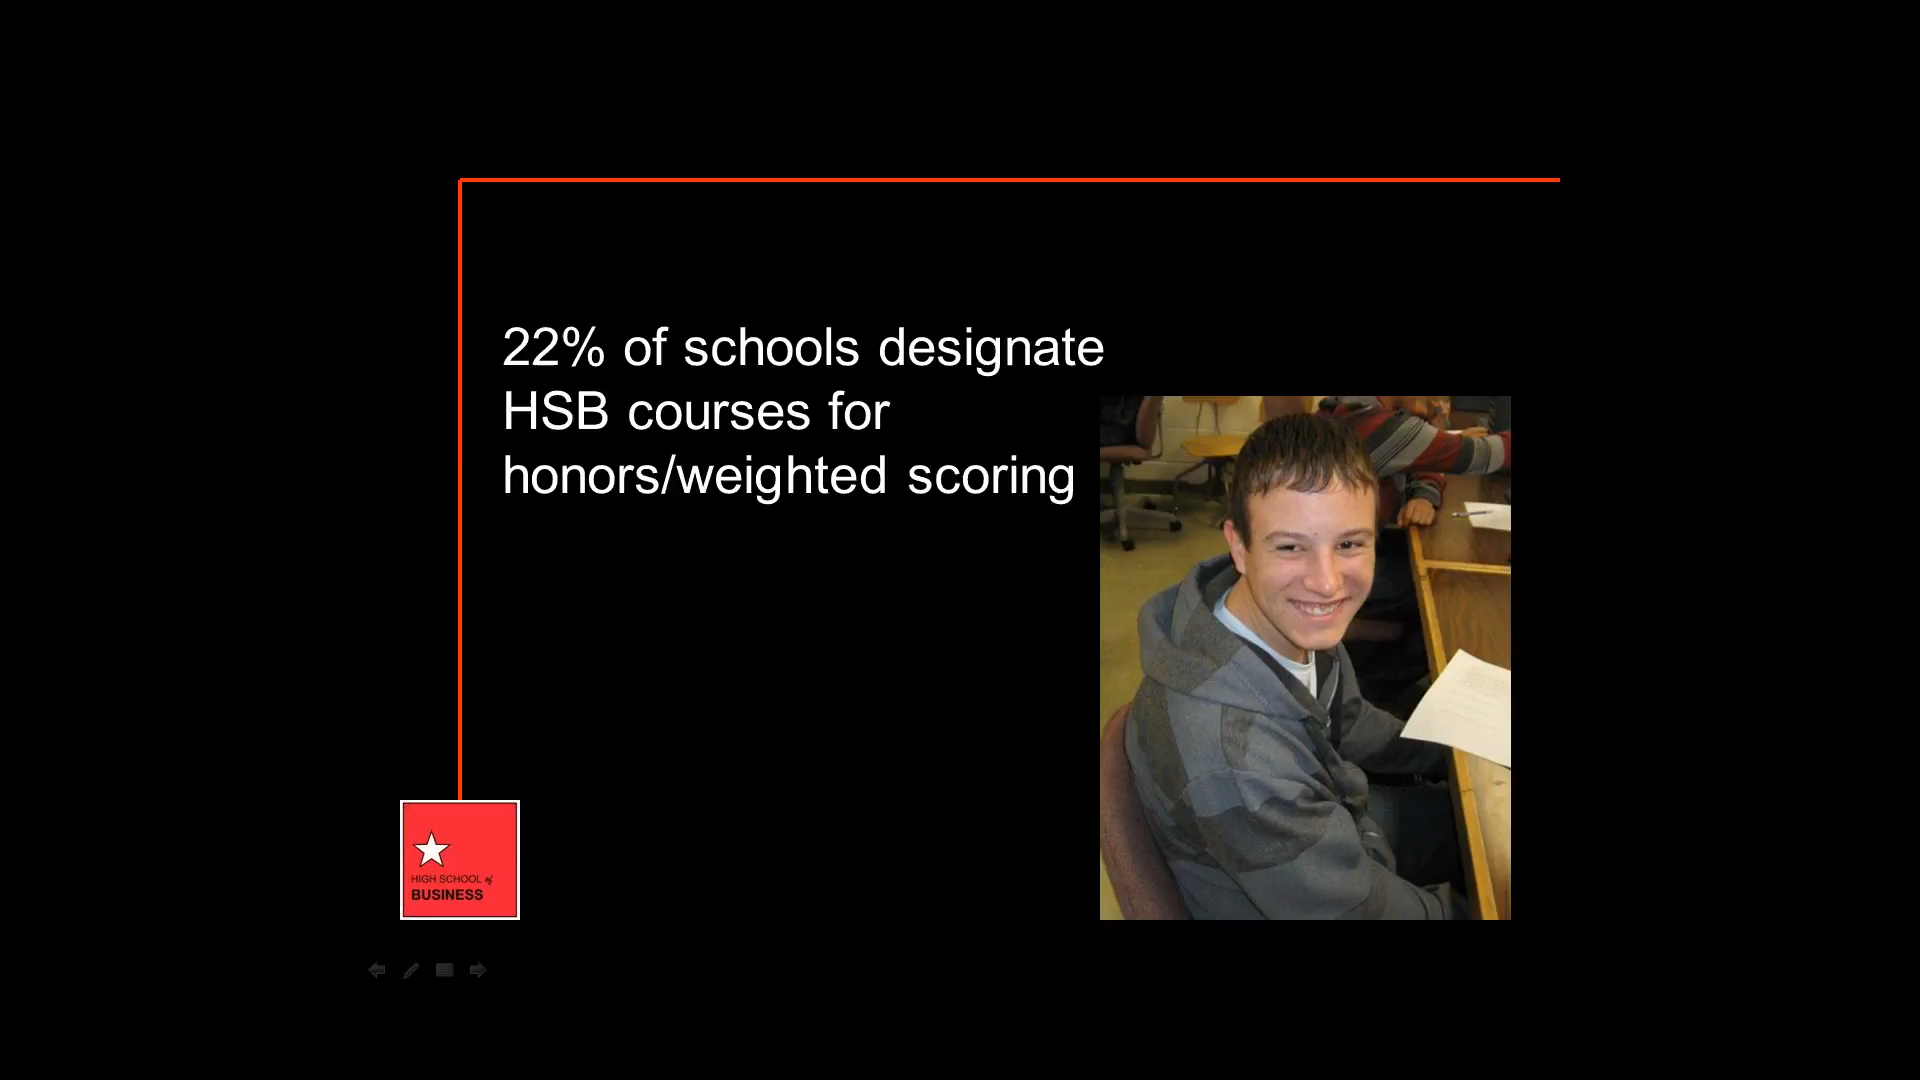 22% of schools designate
HSB courses for
honors/weighted scoring
HIGH SCHOOL of
BUSINESS